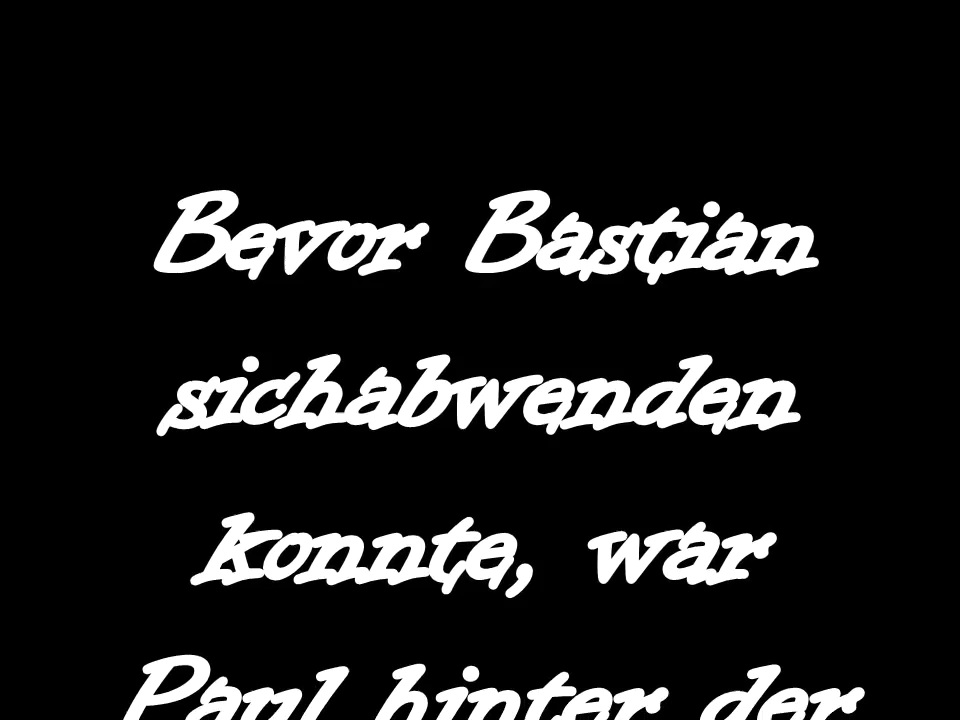 Bevor Bastian
sichabwenden
konnte, war
Paul hinter der